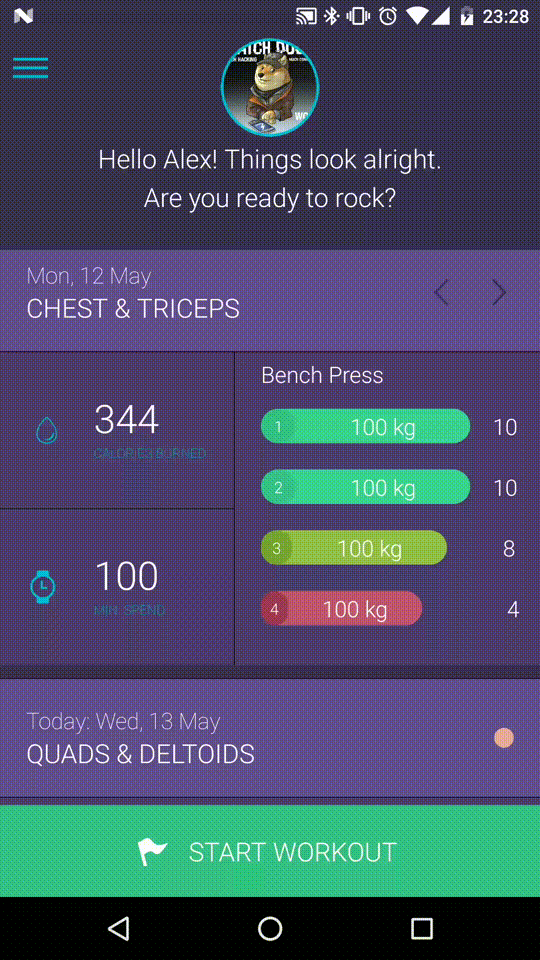 23:28
Hello Alex! Things look alright.
Are you ready to rock?
Mon, 12 May
CHEST & TRICEPS
344
CALORIES BURNED
100
MIN. SPEND
Bench Press
1 100 kg 10
2 100 kg 10
3 100 kg 8
4 100 kg 4
Today: Wed, 13 May
QUADS & DELTOIDS
START WORKOUT